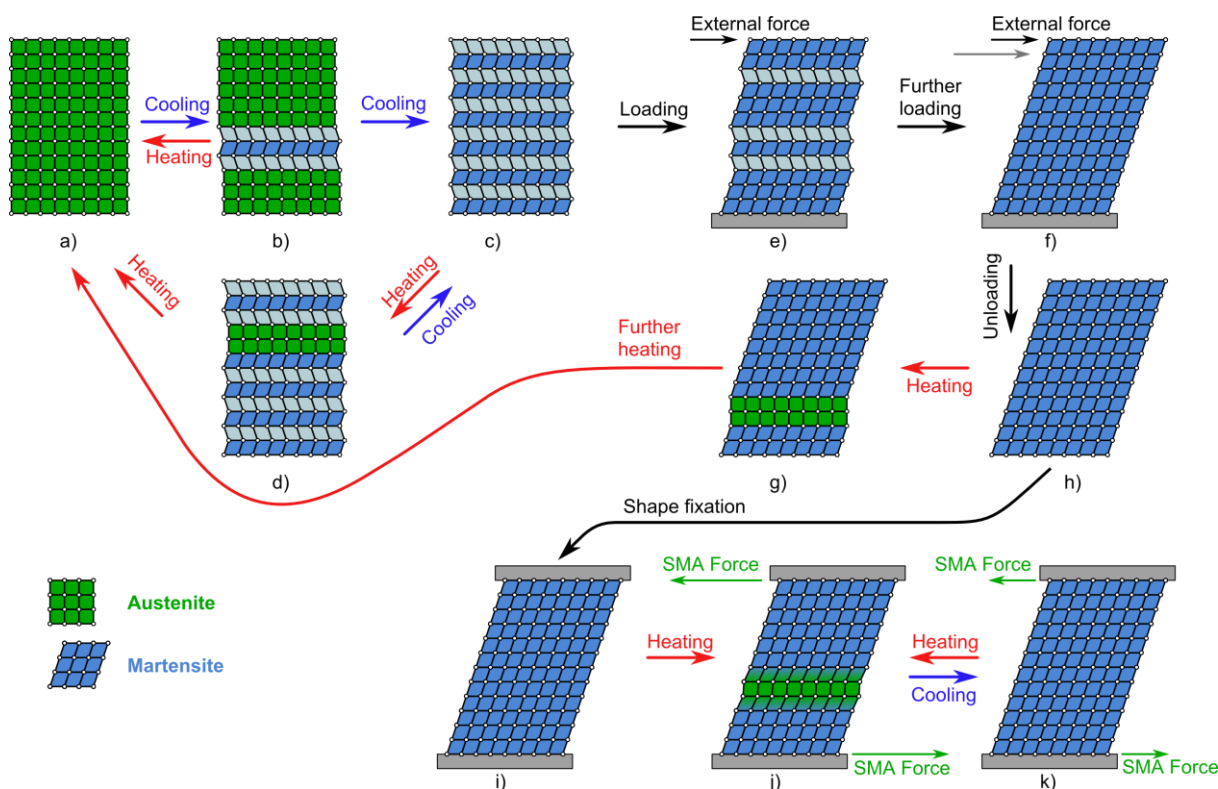 External force
External force
Cooling
Heating
Cooling
Loading
Further
loading
a)
b)
c)
e)
f)
Heating
Heating
Cooling
Unloading
Further
heating
Heating
d)
g)
h)
Shape fixation
SMA Force
SMA Force
Austenite
Martensite
Heating
Heating
Cooling
SMA Force
SMA Force
i)
j)
k)